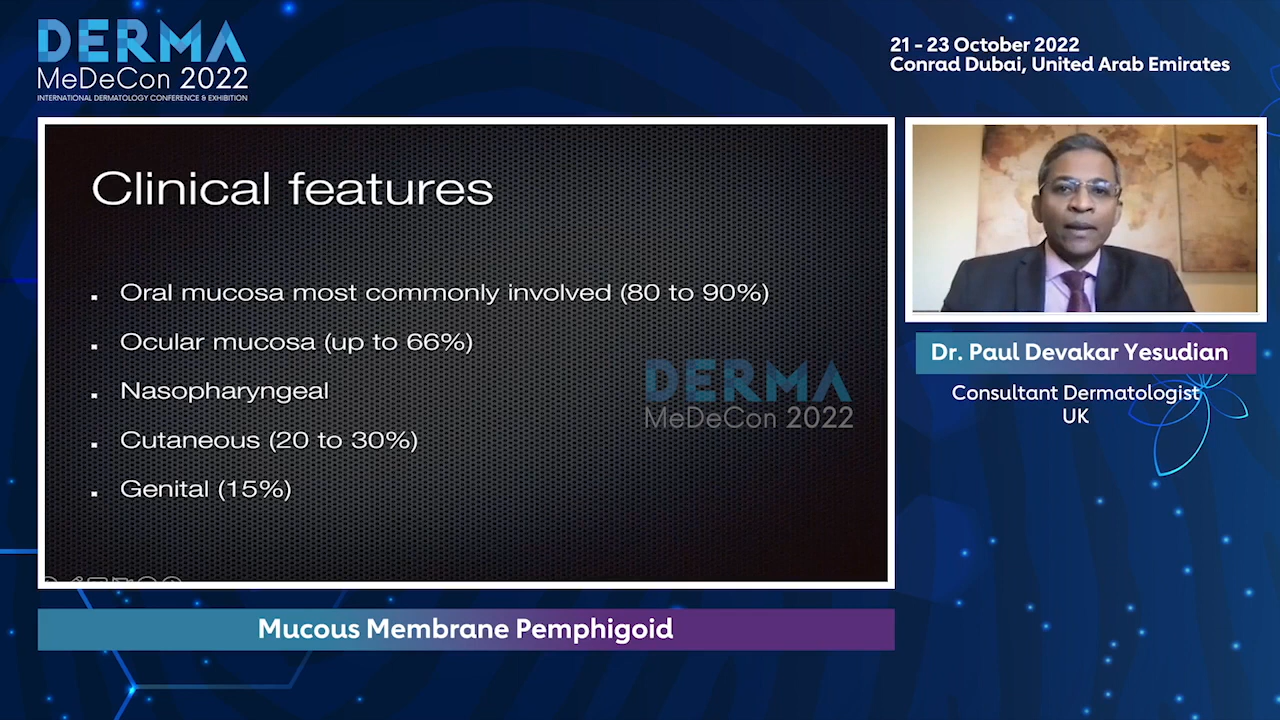 DERMA
MeDeCon 2022
INTERNATIONAL DERMATOLOGY CONFERENCE & EXHIBITION
21 - 23 October 2022
Conrad Dubai, United Arab Emirates
Clinical features
▪ Oral mucosa most commonly involved (80 to 90%)
▪ Ocular mucosa (up to 66%)
▪ Nasopharyngeal
▪ Cutaneous (20 to 30%)
▪ Genital (15%)
DERMA
MeDeCon 2022
Dr. Paul Devakar Yesudian
Consultant Dermatologist
UK
Mucous Membrane Pemphigoid